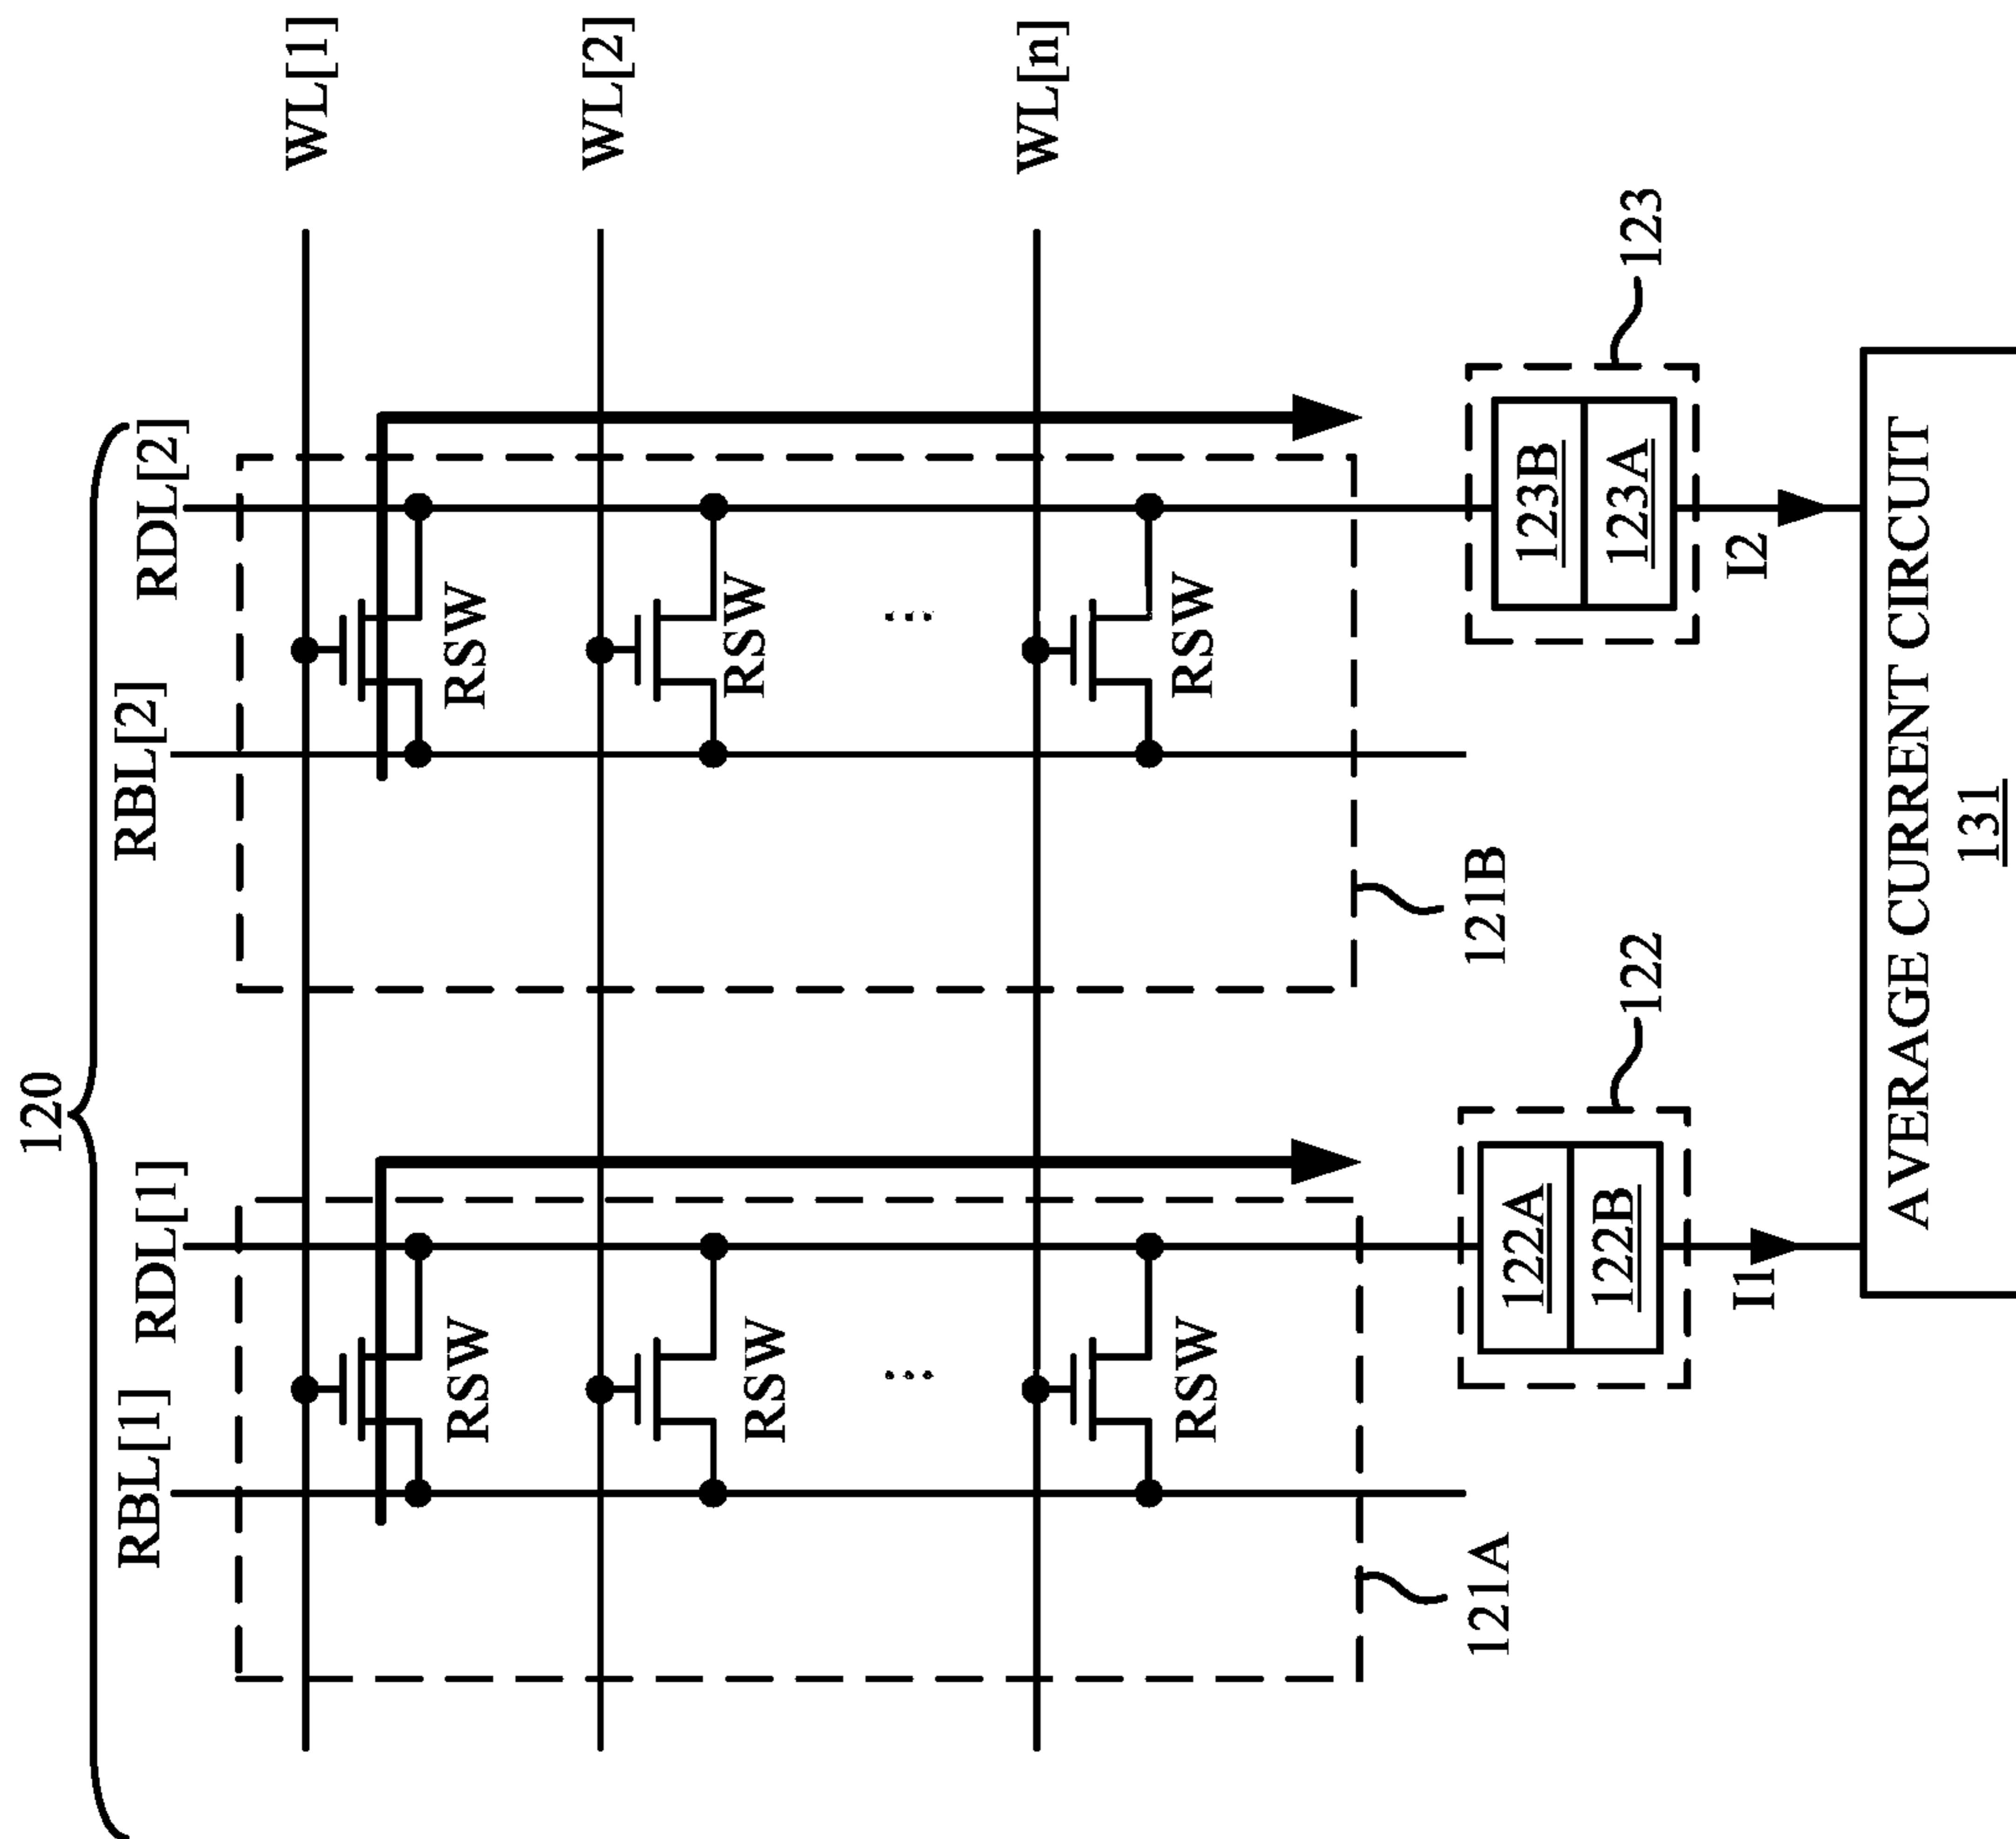 120
RBL[1]
RDL[1]
RBL[2]
RDL[2]
WL[1]
RSW
RSW
WL[2]
RSW
RSW
...
...
WL[n]
RSW
RSW
121A
121B
122A
122B
122
123B
123A
123
I1
I2
AVERAGE CURRENT CIRCUIT
131